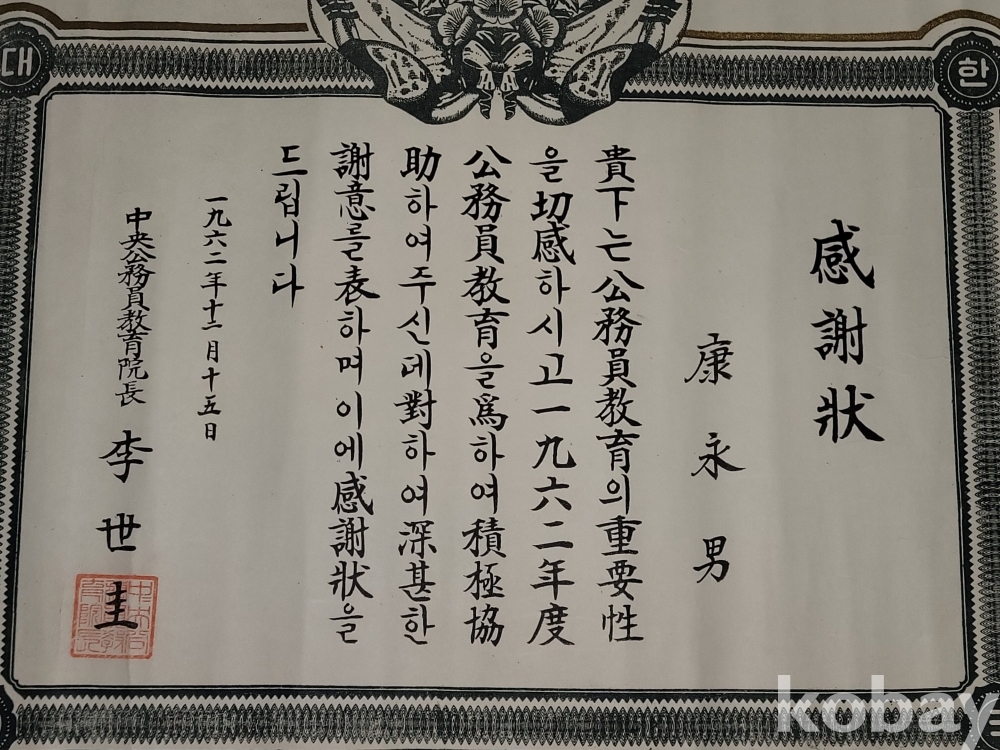 대
한
感謝狀
康永男
貴下는公務員教育의重要性
을切感하시고一九六二年度
公務員教育을爲하여積極協
助하여주신데對하여深甚한
謝意를表하며이에感謝狀을
드립니다
一九六二年十二月十五日
中央公務員教育院長 李世圭
kobay